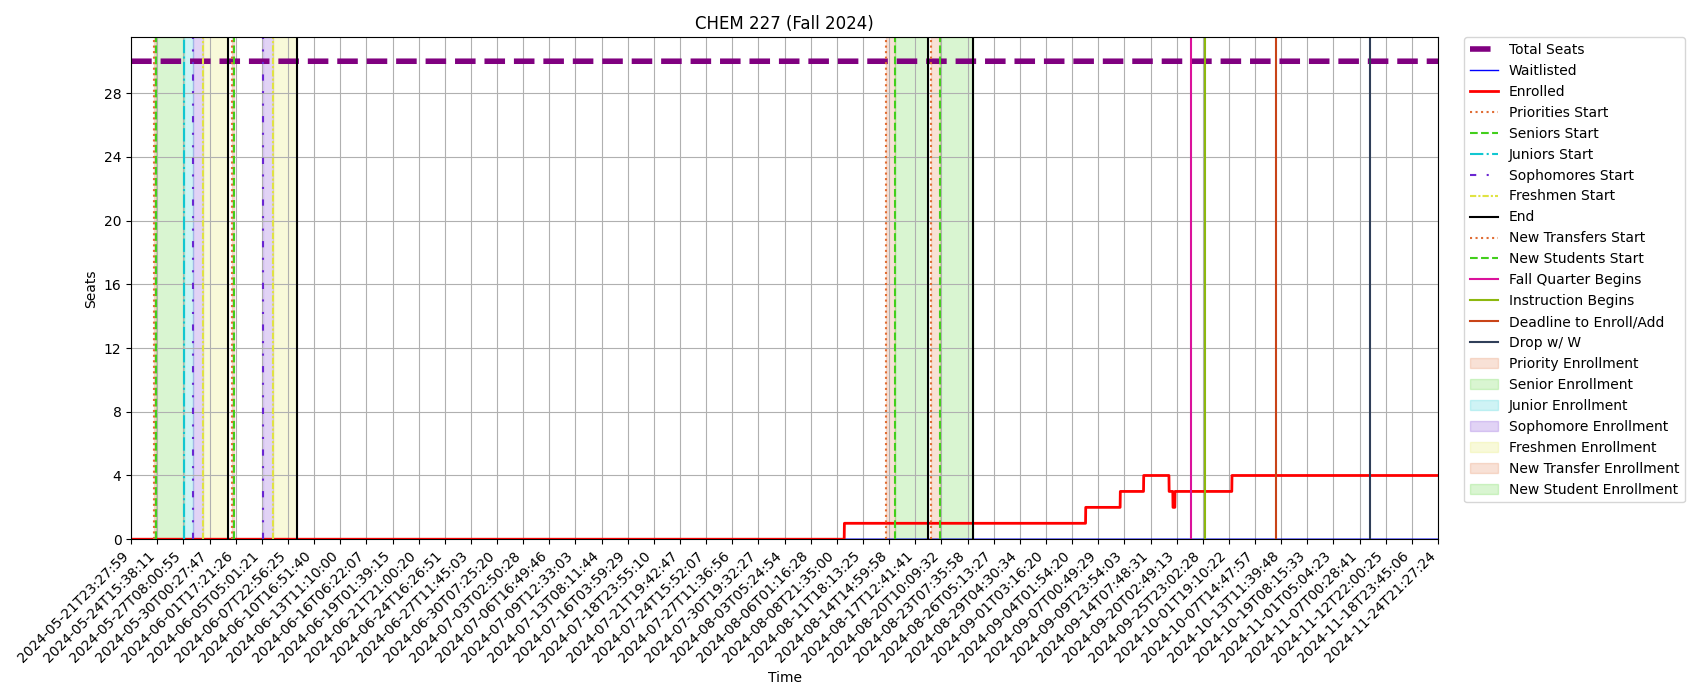 CHEM 227 (Fall 2024)
Seats
28
24
20
16
12
8
4
0
2024-05-21T23:27:59
2024-05-24T15:38:11
2024-05-27T08:00:55
2024-05-30T00:27:47
2024-06-01T17:21:26
2024-06-05T05:01:21
2024-06-07T22:56:23
2024-06-10T16:51:40
2024-06-13T11:10:00
2024-06-16T06:22:07
2024-06-19T01:39:15
2024-06-21T21:00:20
2024-06-24T16:26:51
2024-06-27T11:45:03
2024-06-30T07:25:20
2024-07-03T02:50:28
2024-07-06T16:49:46
2024-07-09T12:33:03
2024-07-13T08:11:44
2024-07-16T03:59:29
2024-07-18T23:55:10
2024-07-21T19:42:47
2024-07-24T15:52:07
2024-07-27T11:36:56
2024-07-30T19:32:27
2024-08-03T05:24:54
2024-08-06T01:16:28
2024-08-08T21:35:00
2024-08-11T18:13:25
2024-08-14T14:59:58
2024-08-17T12:41:41
2024-08-20T10:09:32
2024-08-23T07:35:58
2024-08-26T05:13:27
2024-08-29T04:30:34
2024-09-01T03:16:20
2024-09-04T01:54:20
2024-09-07T00:49:29
2024-09-09T23:54:03
2024-09-14T07:48:31
2024-09-20T02:49:13
2024-09-25T23:02:28
2024-10-01T19:10:22
2024-10-07T14:47:57
2024-10-13T11:39:48
2024-10-19T08:15:33
2024-11-01T05:04:23
2024-11-07T00:28:41
2024-11-12T22:00:25
2024-11-18T23:45:06
2024-11-24T21:27:24
Time
Total Seats
Waitlisted
Enrolled
Priorities Start
Seniors Start
Juniors Start
Sophomores Start
Freshmen Start
End
New Transfers Start
New Students Start
Fall Quarter Begins
Instruction Begins
Deadline to Enroll/Add
Drop w/ W
Priority Enrollment
Senior Enrollment
Junior Enrollment
Sophomore Enrollment
Freshmen Enrollment
New Transfer Enrollment
New Student Enrollment